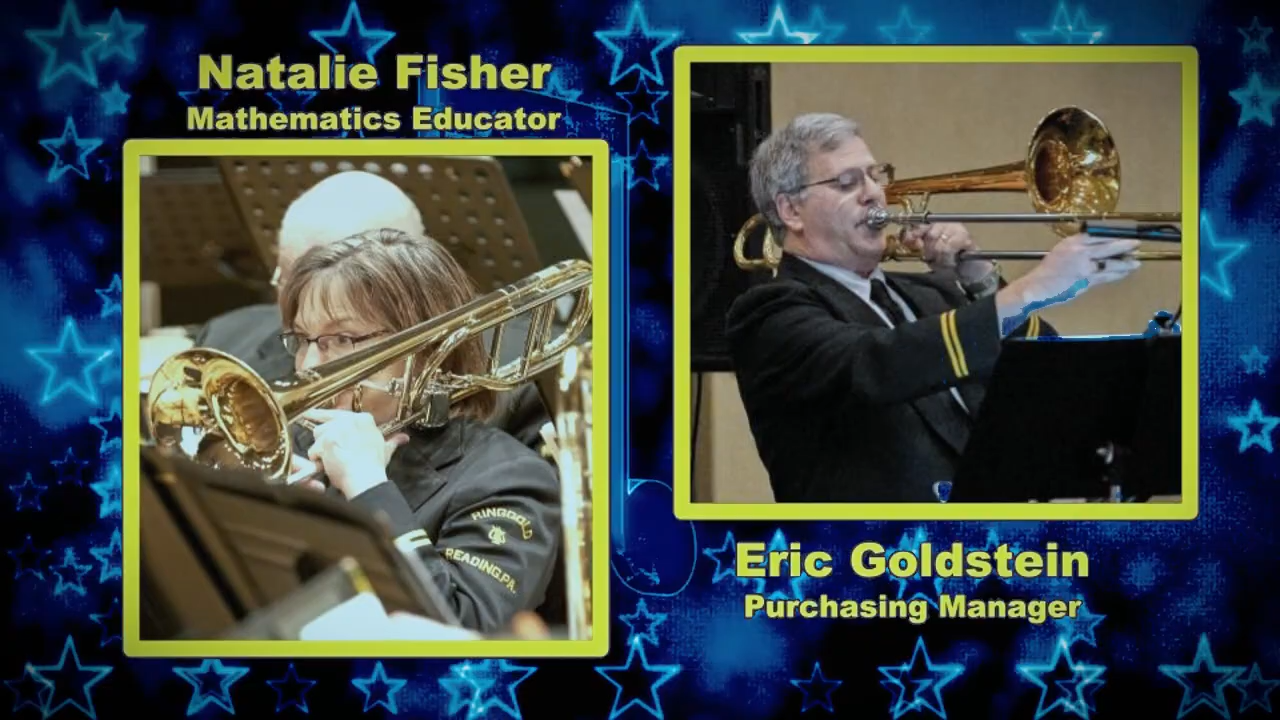 Natalie Fisher
Mathematics Educator
RINGGOLD
READING, PA.
Eric Goldstein
Purchasing Manager